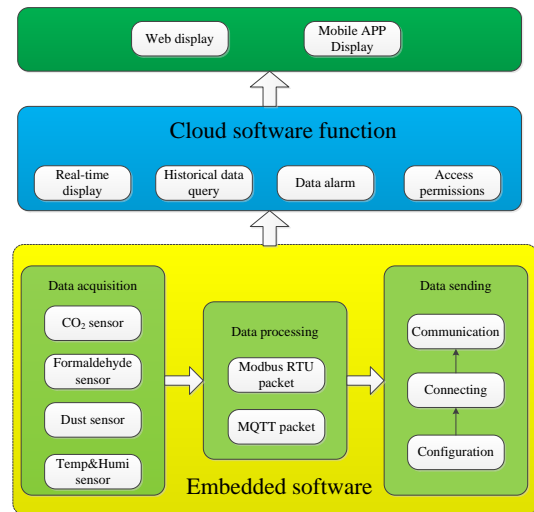 Web display
Mobile APP
Display
Cloud software function
Real-time
display
Historical data
query
Data alarm
Access
permissions
Data acquisition
CO₂ sensor
Formaldehyde
sensor
Dust sensor
Temp&Humi
sensor
Data processing
Modbus RTU
packet
MQTT packet
Data sending
Communication
Connecting
Configuration
Embedded software